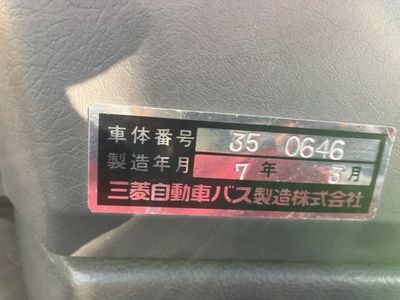 車体番号 35 0646
製造年月 7年 3月
三菱自動車バス製造株式会社